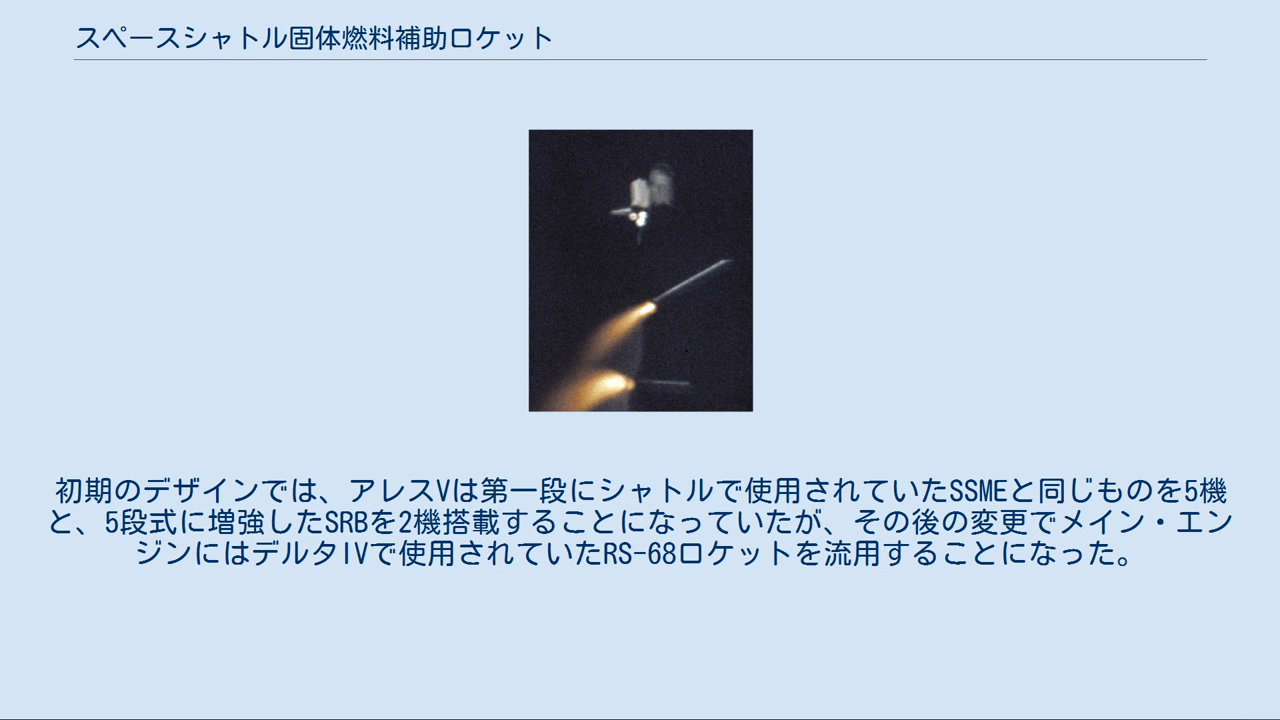 スペースシャトル固体燃料補助ロケット
初期のデザインでは、アレスVは第一段にシャトルで使用されていたSSMEと同じものを5機
と、5段式に増強したSRBを2機搭載することになっていたが、その後の変更でメイン・エン
ジンにはデルタIVで使用されていたRS-68ロケットを流用することになった。